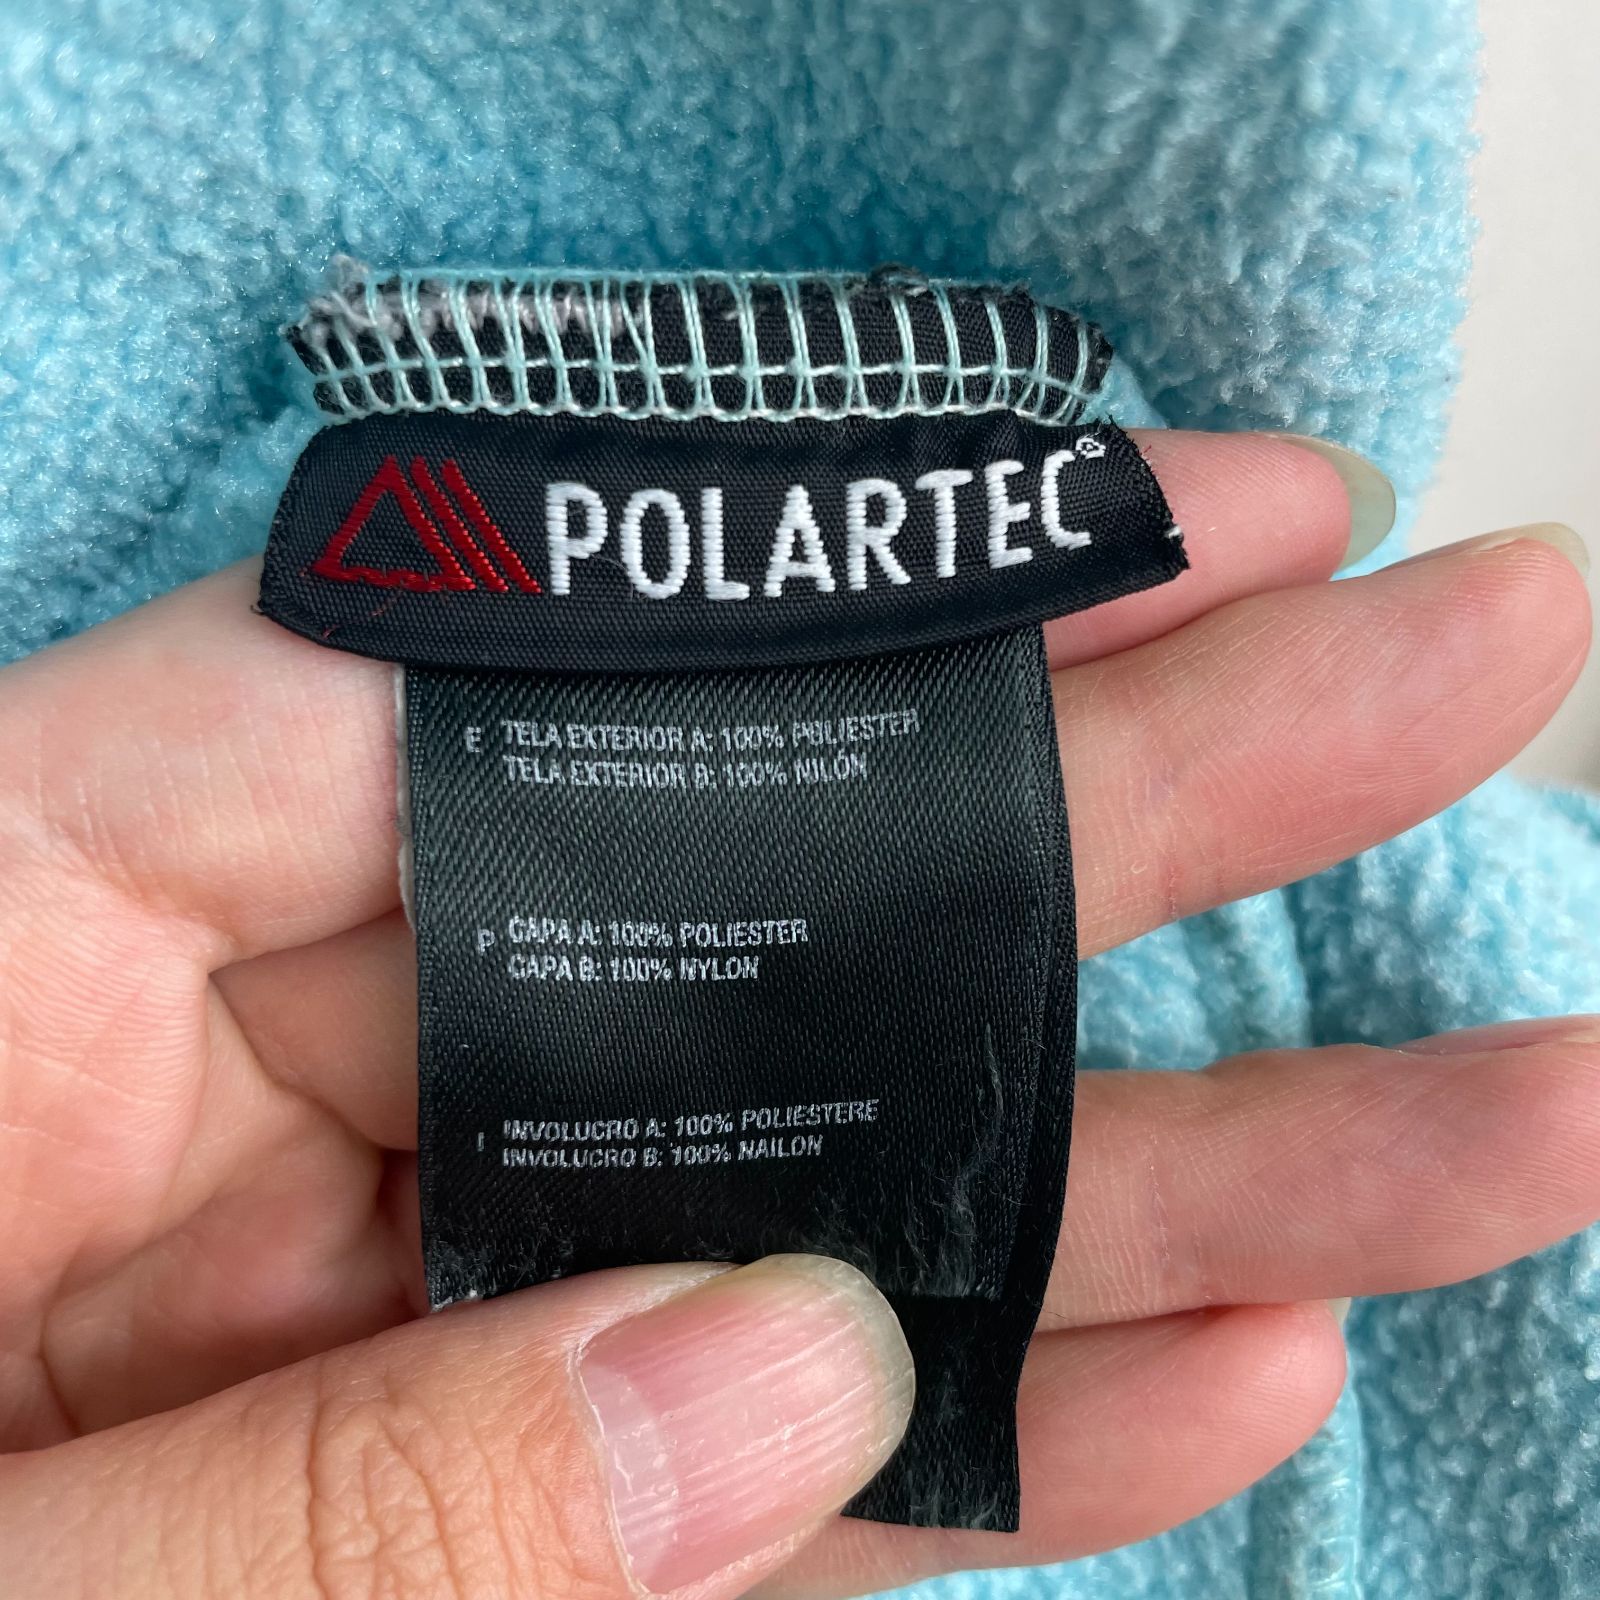 POLARTEC®
E TELA EXTERIOR A: 100% POLIESTER
TELA EXTERIOR B: 100% NILÓN
P CAPA A: 100% POLIESTER
CAPA B: 100% NYLON
I INVOLUCRO A: 100% POLIESTERE
INVOLUCRO B: 100% NAILON